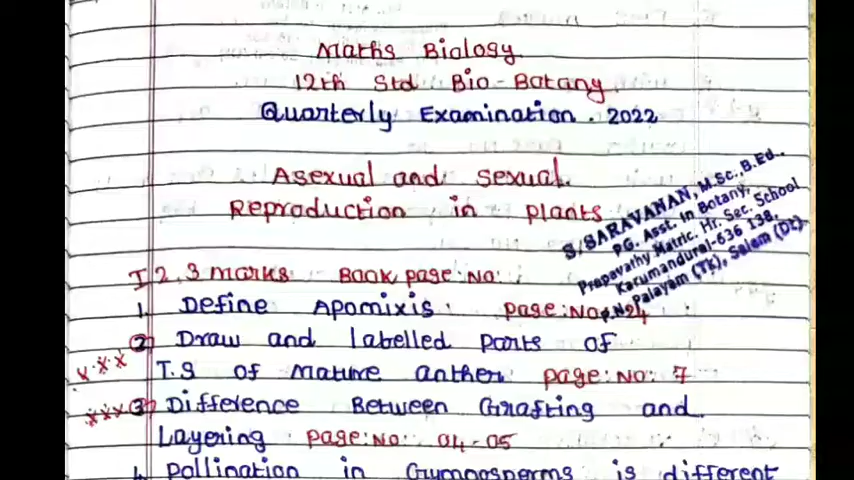 Maths Biology
12th Std Bio-Botany
Quarterly Examination. 2022
Asexual and sexual
Reproduction in plants
S/SARAVANAN, M.Sc., B.Ed.,
PG. Asst. in Botany,
Matric. Hr. Sec. School
Karumandurai-636 138,
P.N. Palayam (Tk), Salem (Dt).
I 2,3 marks Book page:No:
1. Define Apomixis. page:No: 24
2) Draw and labelled parts of
x.x.x T.S of mature anther page:No: 7
xxx 3) Difference Between Grafting and
Layering page:No: 04-05
4. Pollination in Gymnosperms is different